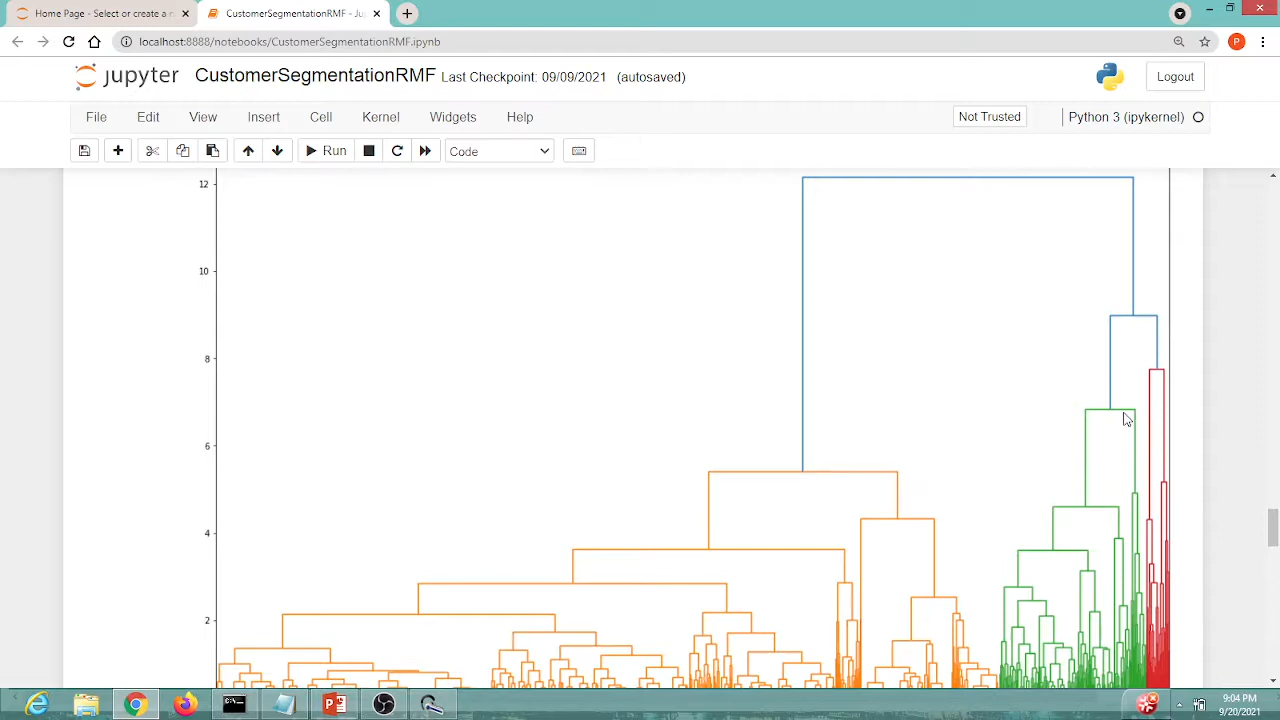 Home Page - Select or create a n
CustomerSegmentationRMF - Ju
localhost:8888/notebooks/CustomerSegmentationRMF.ipynb
P
jupyter CustomerSegmentationRMF Last Checkpoint: 09/09/2021 (autosaved)
Logout
File Edit View Insert Cell Kernel Widgets Help
Not Trusted
Python 3 (ipykernel)
Run
Code
12
10
8
6
4
2
9:04 PM
9/20/2021